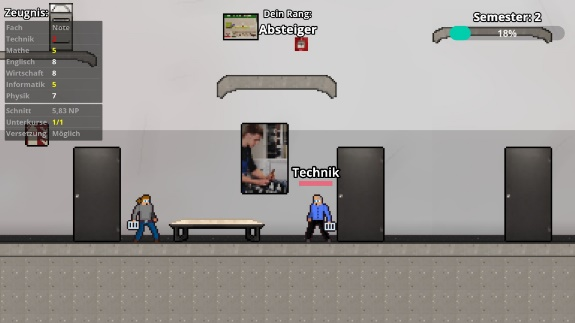 Zeugnis:
Fach Note
Technik
Mathe 5
Englisch 8
Wirtschaft 8
Informatik 5
Physik 7
Schnitt 5,83 NP
Unterkurse 1/1
Versetzung Möglich
Dein Rang:
Absteiger
Semester: 2
18%
Technik